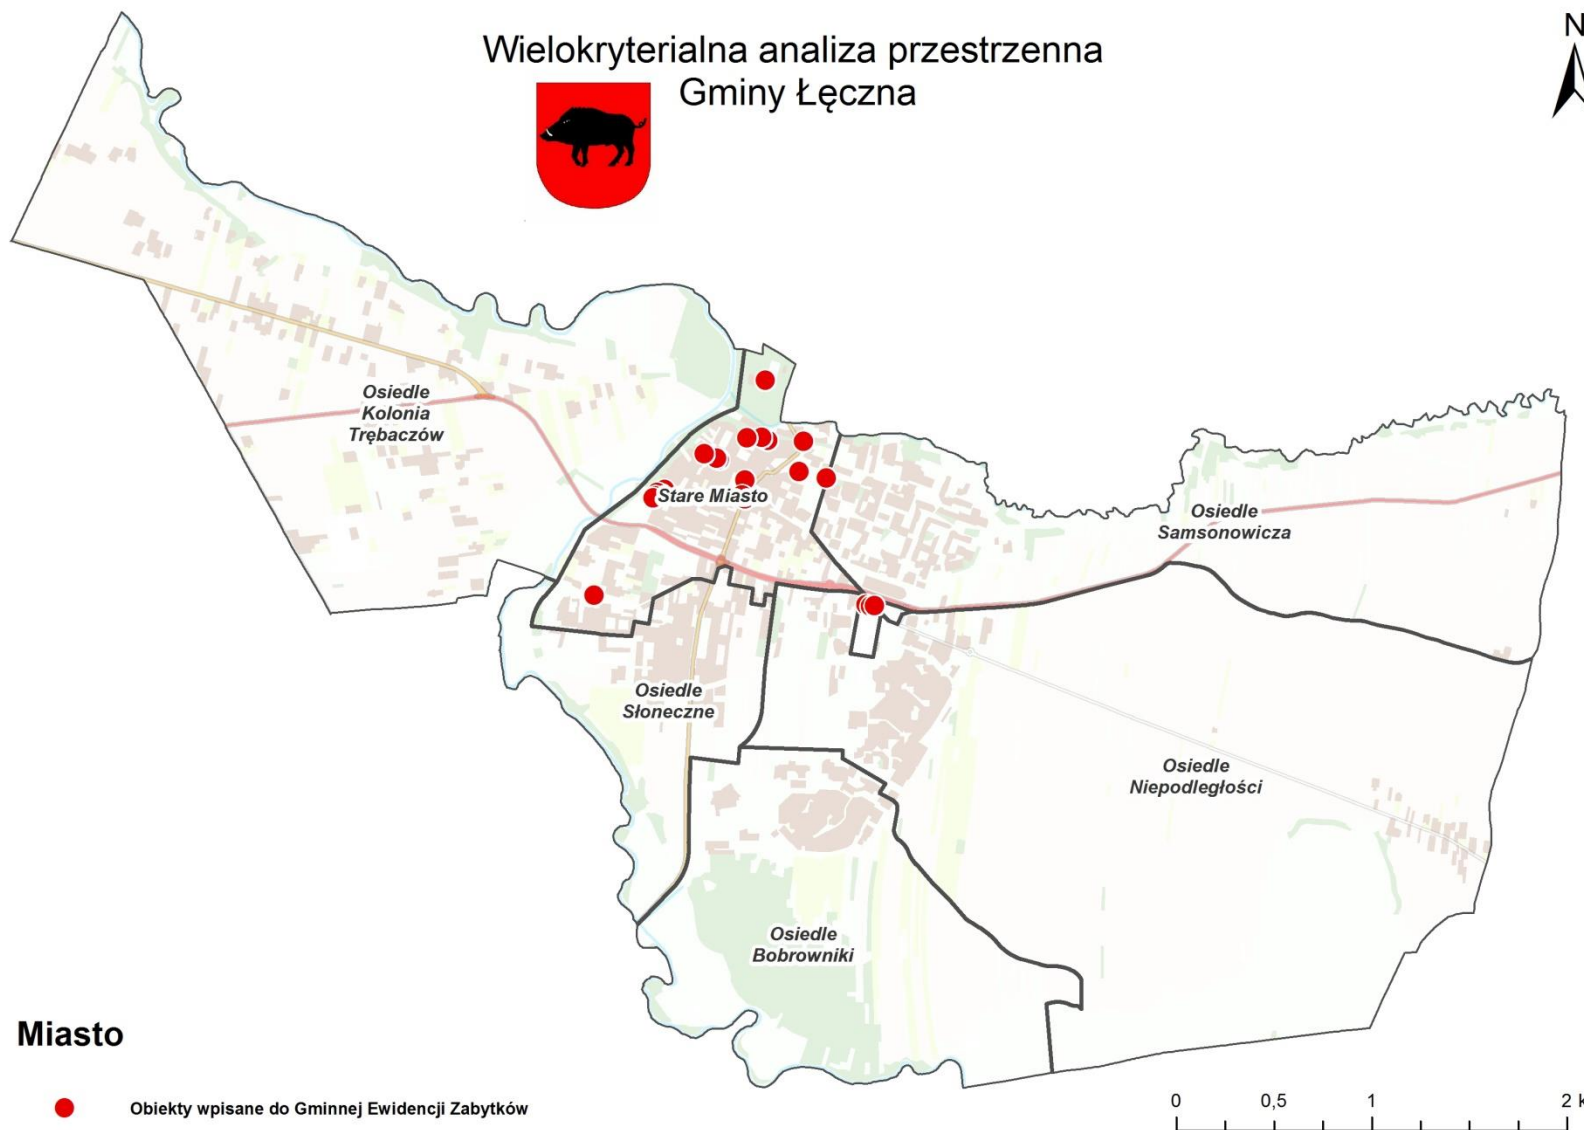 Wielokryterialna analiza przestrzenna
Gminy Łęczna
N
Osiedle
Kolonia
Trębaczów
Stare Miasto
Osiedle
Samsonowicza
Osiedle
Słoneczne
Osiedle
Niepodległości
Osiedle
Bobrowniki
Miasto
Obiekty wpisane do Gminnej Ewidencji Zabytków
0 0,5 1 2 k